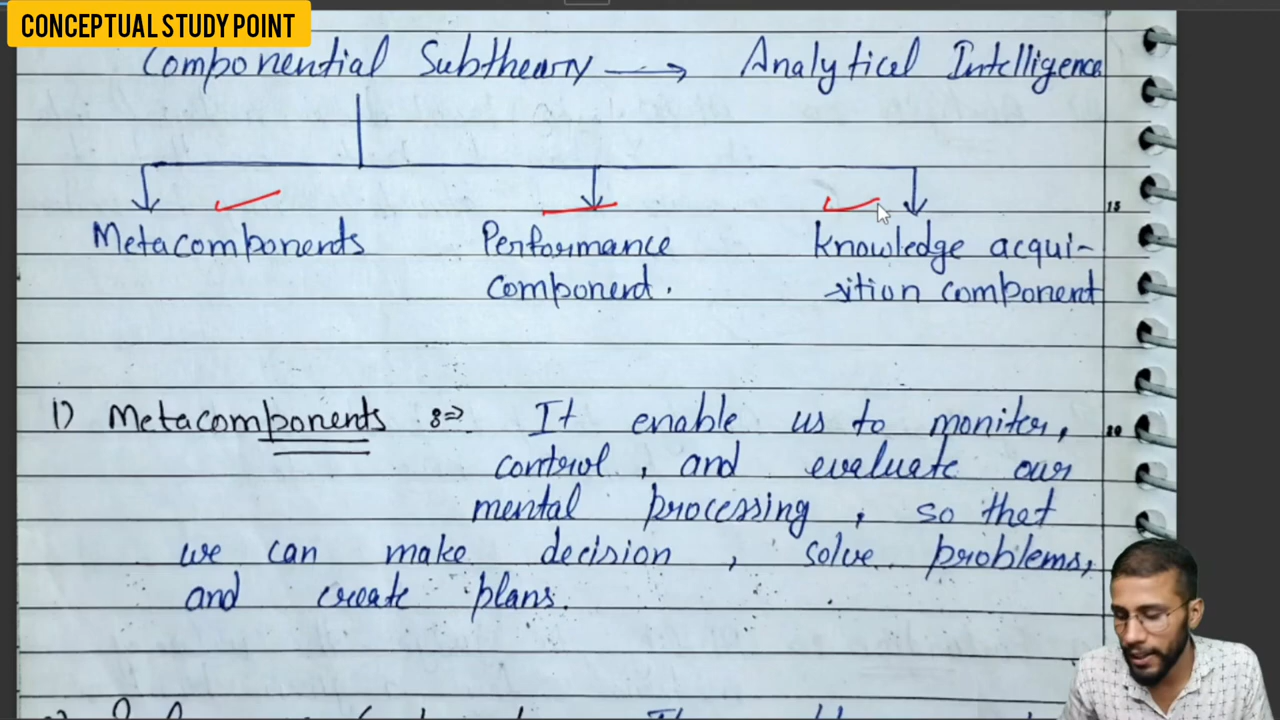 CONCEPTUAL STUDY POINT
Componential Subtheory → Analytical Intelligence
Metacomponents Performance Knowledge acqui-
component. sition component
15
1) Metacomponents :⇒ It enable us to monitor,
20
control, and evaluate our
mental processing, so that
we can make decision, solve problems,
and create plans.